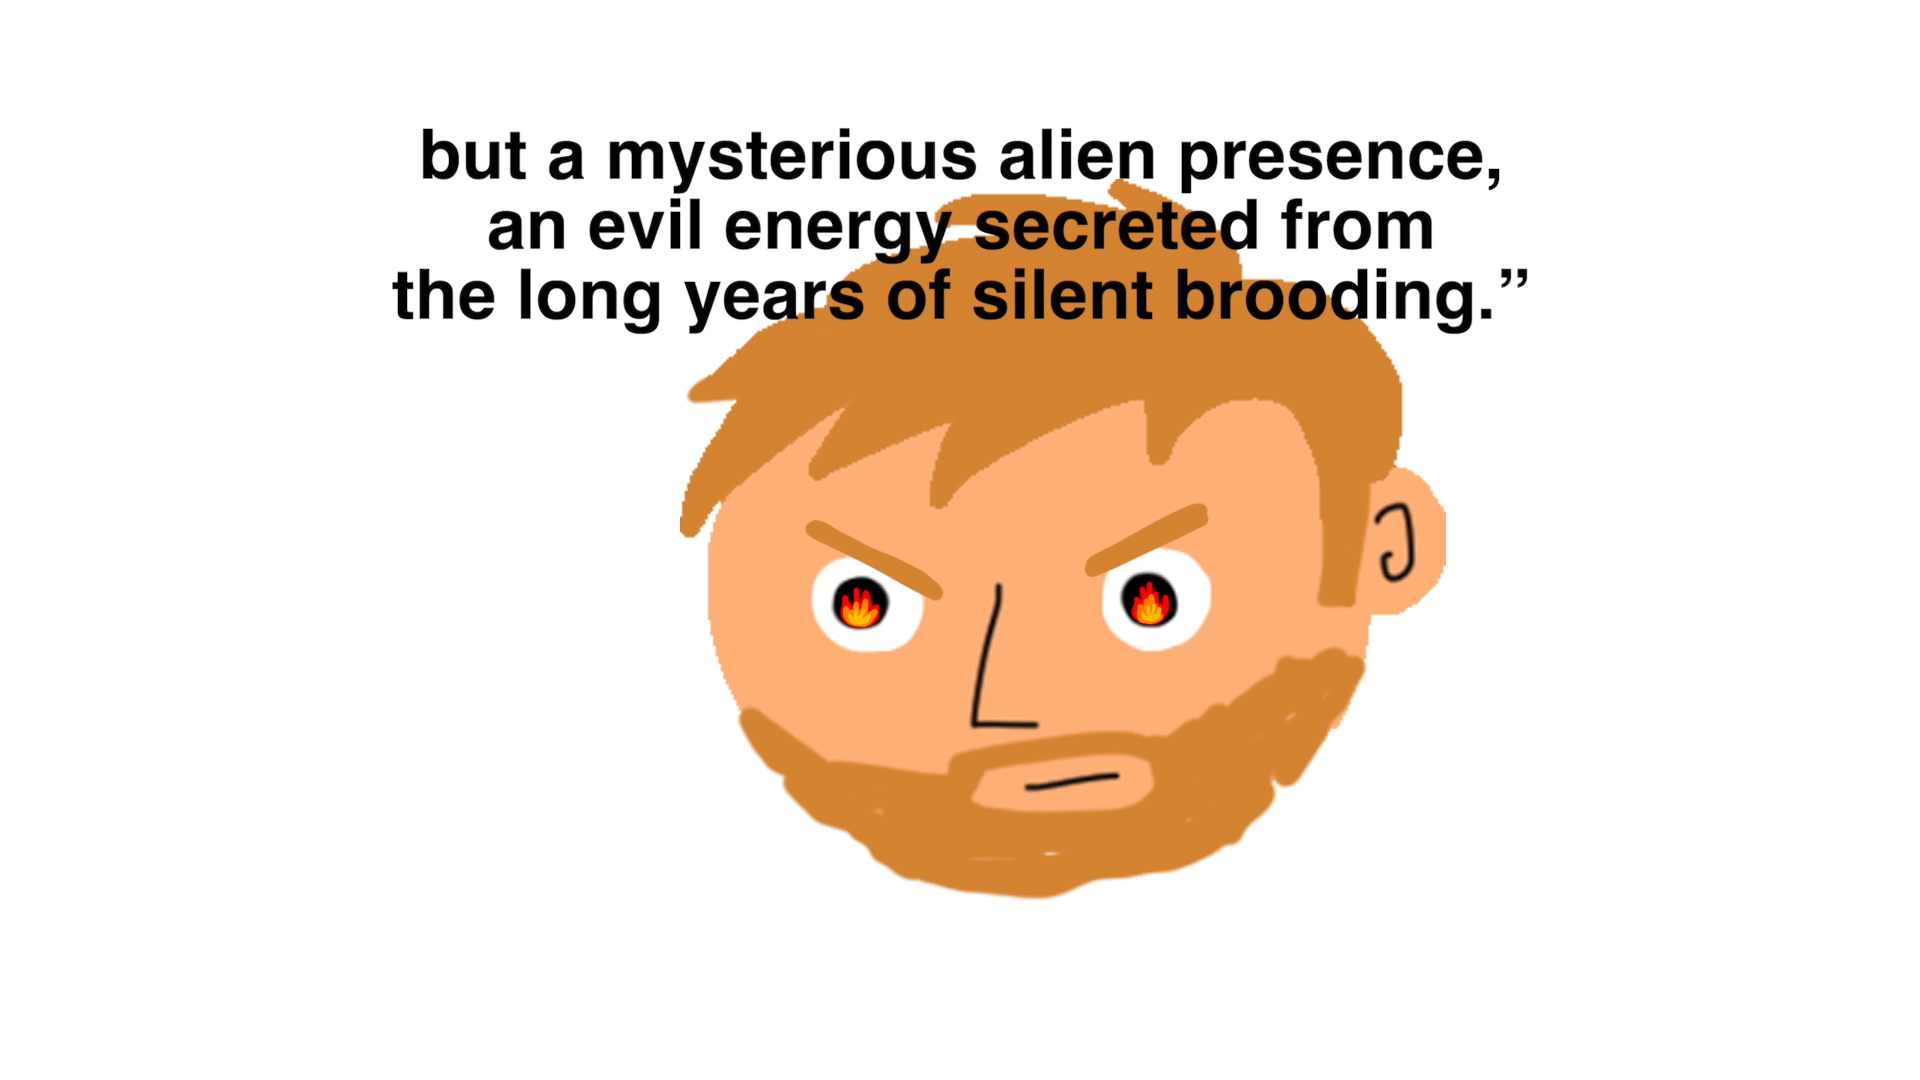 but a mysterious alien presence,
an evil energy secreted from
the long years of silent brooding.”